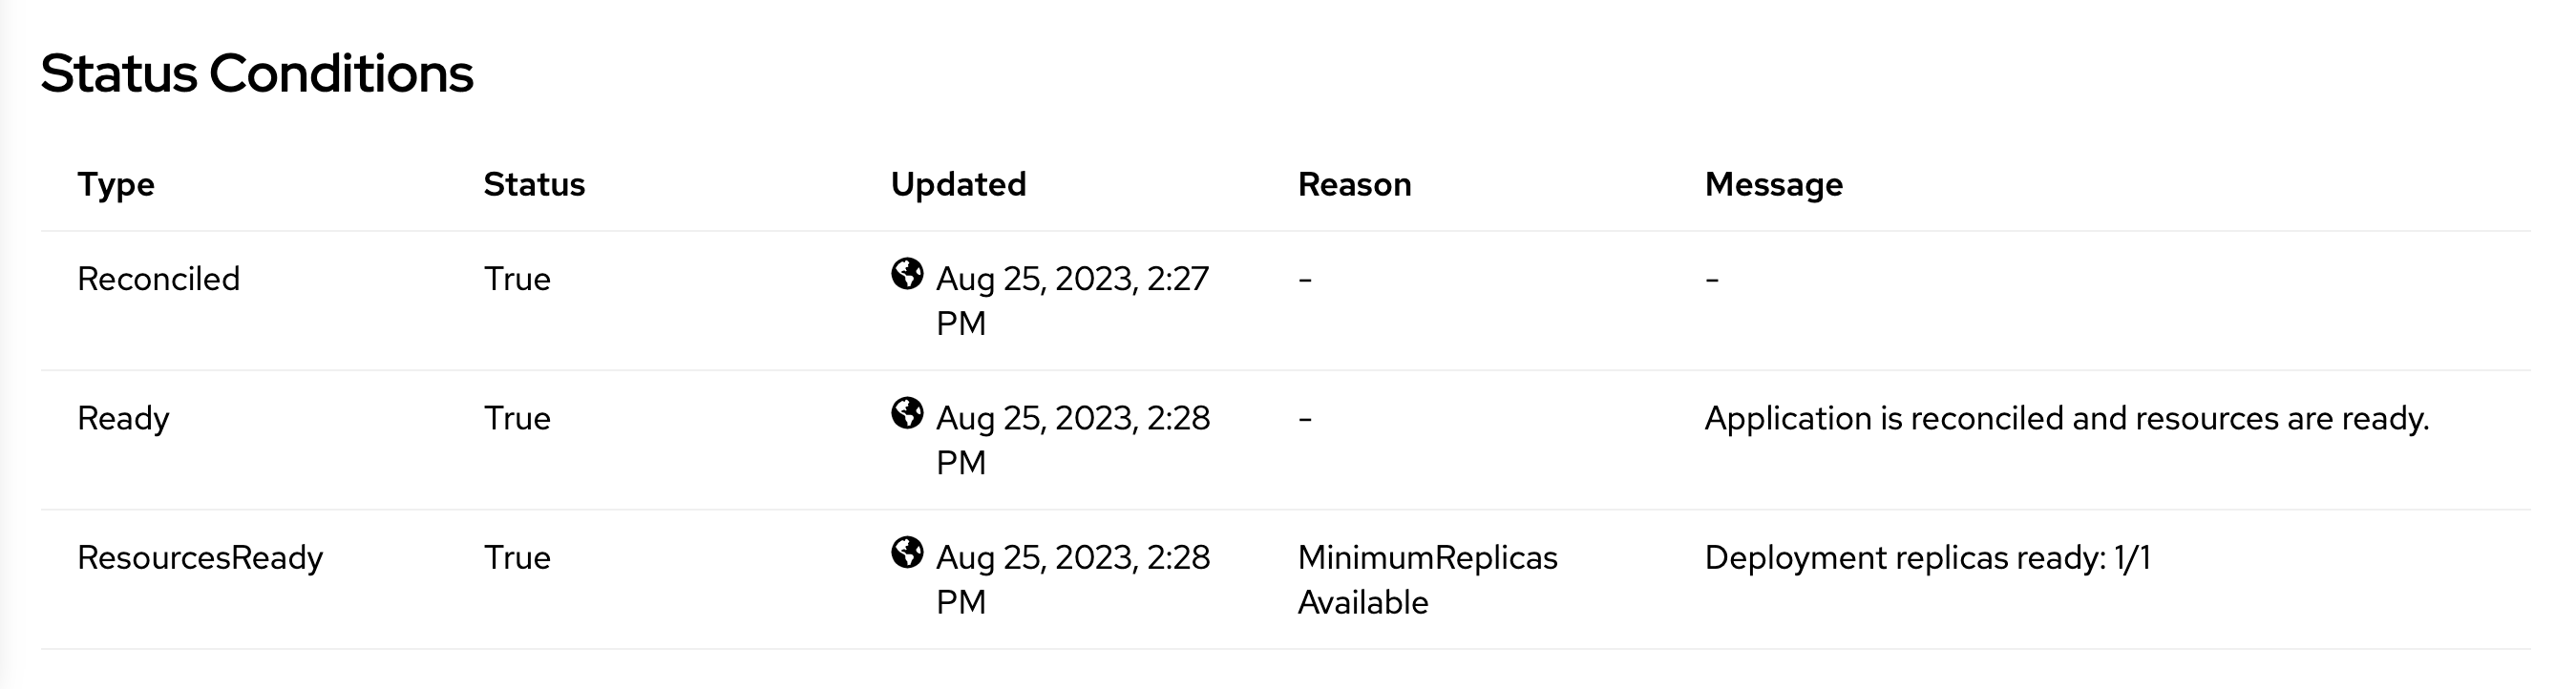 Status Conditions
Type Status Updated Reason Message
Reconciled True Aug 25, 2023, 2:27 - -
PM
Ready True Aug 25, 2023, 2:28 - Application is reconciled and resources are ready.
PM
ResourcesReady True Aug 25, 2023, 2:28 MinimumReplicas Deployment replicas ready: 1/1
PM Available